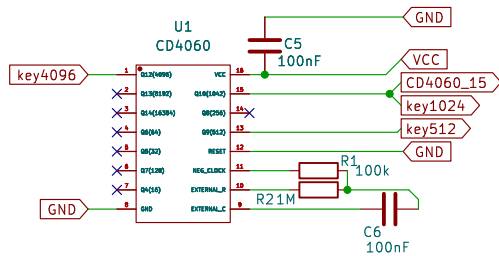 U1
CD4060
GND
C5
100nF
VCC
key4096
1 Q12(4096) VCC 16
2 Q13(8192) Q10(1042) 15
CD4060_15
3 Q14(16384) Q8(256) 14
key1024
4 Q6(64) Q9(512) 13
key512
5 Q5(32) RESET 12
GND
6 Q7(128) NEG_CLOCK 11
R1
100k
7 Q4(16) EXTERNAL_R 10
R2
1M
GND
8 GND EXTERNAL_C 9
C6
100nF